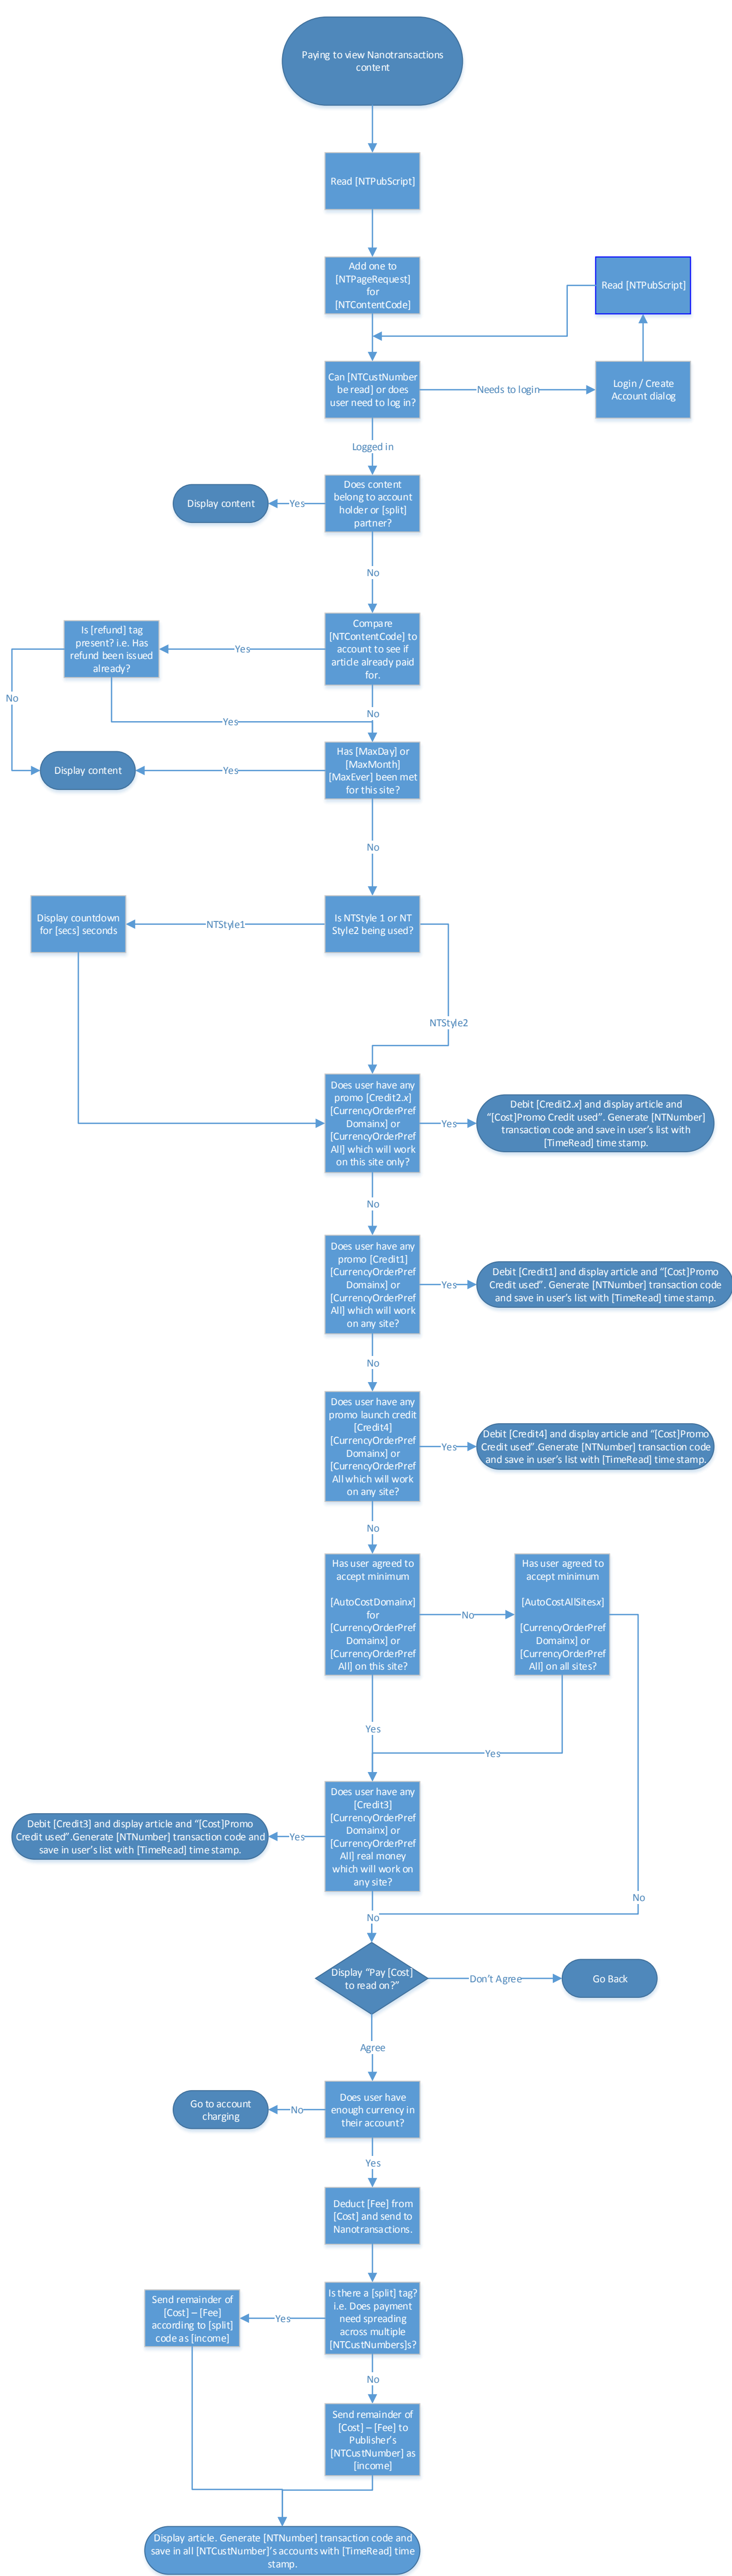 Paying to view Nanotransactions
content
Read [NTPubScript]
Add one to
[NTPageRequest]
for
[NTContentCode]
Read [NTPubScript]
Can [NTCustNumber
be read] or does
user need to log in?
Needs to login
Login / Create
Account dialog
Logged in
Does content
belong to account
holder or [split]
partner?
Yes
Display content
No
Compare
[NTContentCode] to
account to see if
article already paid
for.
Yes
Is [refund] tag
present? i.e. Has
refund been issued
already?
No
Yes
No
Has [MaxDay] or
[MaxMonth]
[MaxEver] been met
for this site?
Yes
Display content
No
Is NTStyle 1 or NT
Style2 being used?
NTStyle1
Display countdown
for [secs] seconds
NTStyle2
Does user have any
promo [Credit2.x]
[CurrencyOrderPref
Domainx] or
[CurrencyOrderPref
All] which will work
on this site only?
Yes
Debit [Credit2.x] and display article and
“[Cost]Promo Credit used”. Generate [NTNumber]
transaction code and save in user’s list with
[TimeRead] time stamp.
No
Does user have any
promo [Credit1]
[CurrencyOrderPref
Domainx] or
[CurrencyOrderPref
All] which will work
on any site?
Yes
Debit [Credit1] and display article and “[Cost]Promo
Credit used”. Generate [NTNumber] transaction code
and save in user’s list with [TimeRead] time stamp.
No
Does user have any
promo launch credit
[Credit4]
[CurrencyOrderPref
Domainx] or
[CurrencyOrderPref
All which will work
on any site?
Yes
Debit [Credit4] and display article and “[Cost]Promo
Credit used”.Generate [NTNumber] transaction code
and save in user’s list with [TimeRead] time stamp.
No
Has user agreed to
accept minimum
[AutoCostDomainx]
for
[CurrencyOrderPref
Domainx] or
[CurrencyOrderPref
All] on this site?
No
Has user agreed to
accept minimum
[AutoCostAllSitesx]
[CurrencyOrderPref
Domainx] or
[CurrencyOrderPref
All] on all sites?
Yes
Yes
Does user have any
[Credit3]
[CurrencyOrderPref
Domainx] or
[CurrencyOrderPref
All] real money
which will work on
any site?
Yes
Debit [Credit3] and display article and “[Cost]Promo
Credit used”.Generate [NTNumber] transaction code and
save in user’s list with [TimeRead] time stamp.
No
No
Display “Pay [Cost]
to read on?”
Don’t Agree
Go Back
Agree
Does user have
enough currency in
their account?
No
Go to account
charging
Yes
Deduct [Fee] from
[Cost] and send to
Nanotransactions.
Is there a [split] tag?
i.e. Does payment
need spreading
across multiple
[NTCustNumbers]s?
Yes
Send remainder of
[Cost] – [Fee]
according to [split]
code as [income]
No
Send remainder of
[Cost] – [Fee] to
Publisher’s
[NTCustNumber] as
[income]
Display article. Generate [NTNumber] transaction code and
save in all [NTCustNumber]’s accounts with [TimeRead] time
stamp.